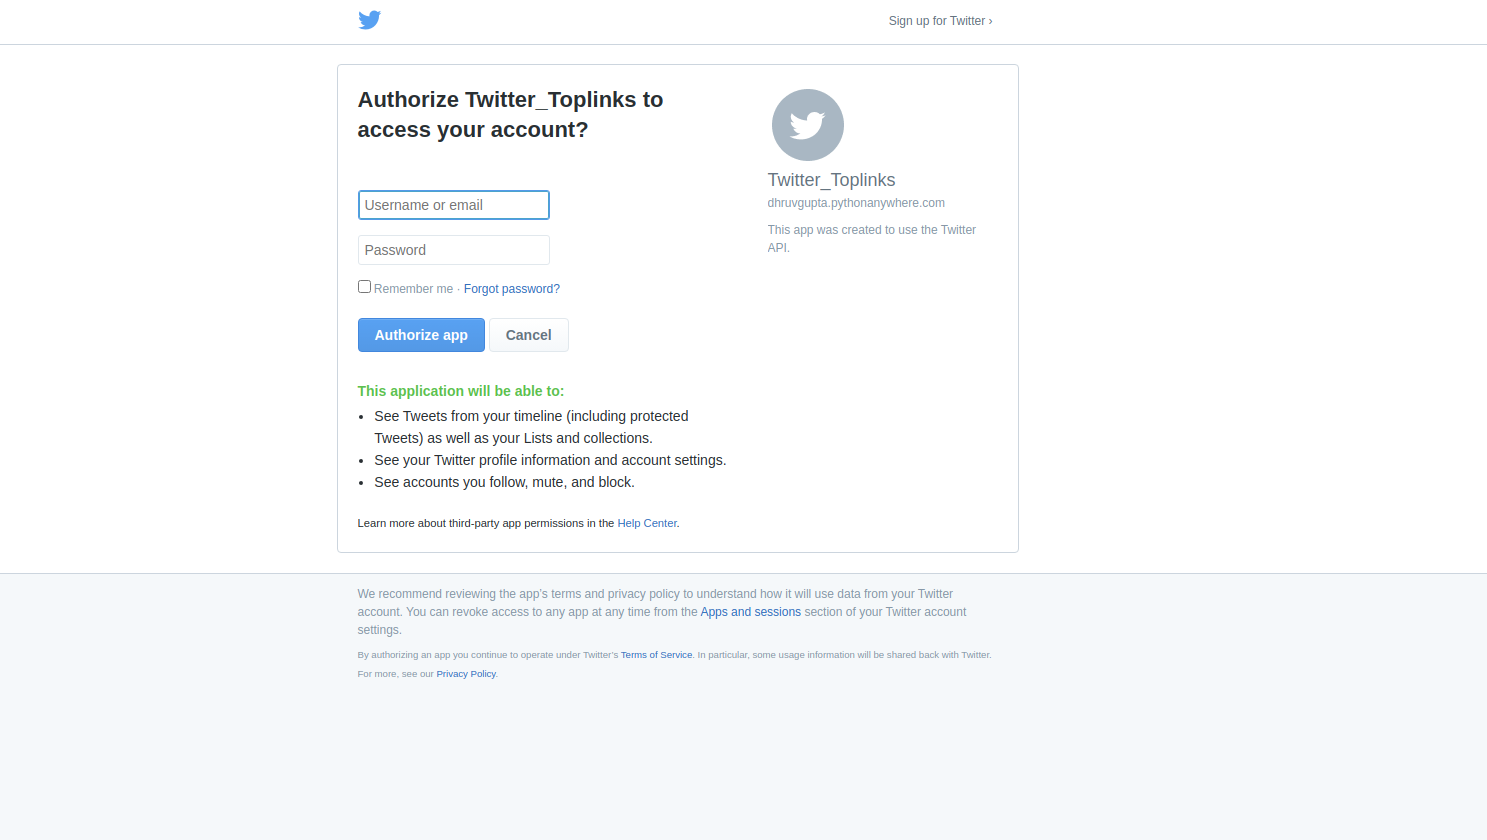 Sign up for Twitter ›
Authorize Twitter_Toplinks to
access your account?
Username or email
Password
Remember me · Forgot password?
Authorize app
Cancel
Twitter_Toplinks
dhruvgupta.pythonanywhere.com
This app was created to use the Twitter
API.
This application will be able to:
• See Tweets from your timeline (including protected
Tweets) as well as your Lists and collections.
• See your Twitter profile information and account settings.
• See accounts you follow, mute, and block.
Learn more about third-party app permissions in the Help Center.
We recommend reviewing the app's terms and privacy policy to understand how it will use data from your Twitter
account. You can revoke access to any app at any time from the Apps and sessions section of your Twitter account
settings.
By authorizing an app you continue to operate under Twitter's Terms of Service. In particular, some usage information will be shared back with Twitter.
For more, see our Privacy Policy.